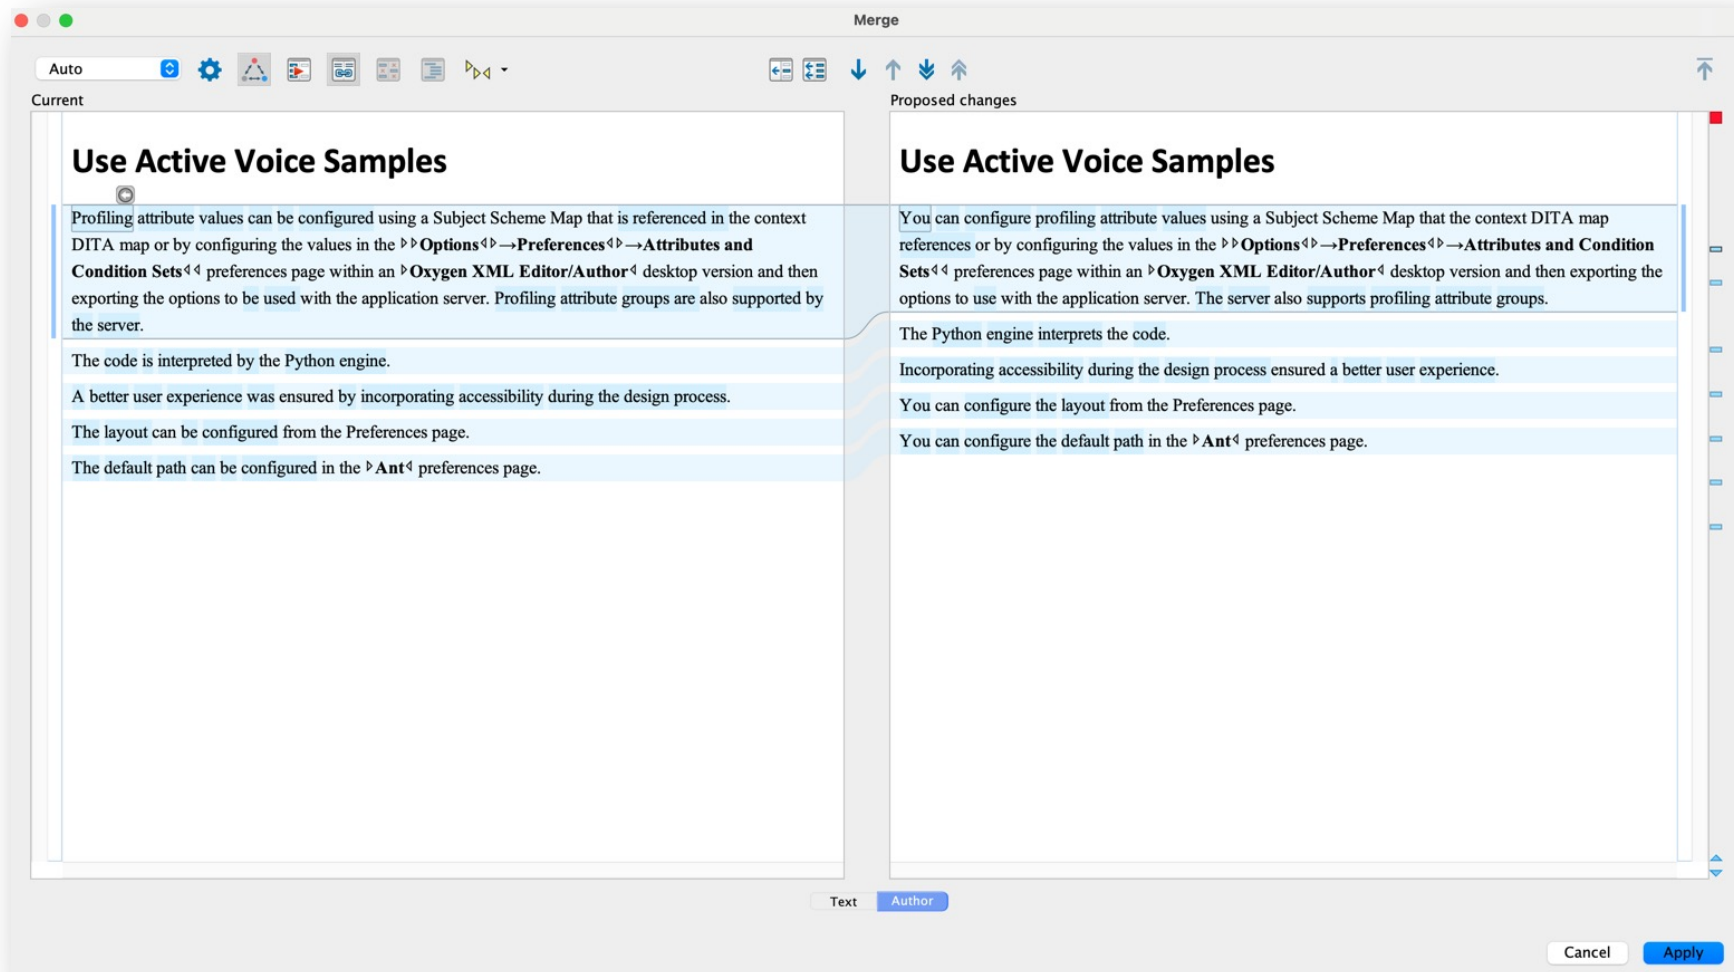 Merge
Auto
Current
Proposed changes
Use Active Voice Samples
Profiling attribute values can be configured using a Subject Scheme Map that is referenced in the context
DITA map or by configuring the values in the Options→Preferences→Attributes and
Condition Sets preferences page within an Oxygen XML Editor/Author desktop version and then
exporting the options to be used with the application server. Profiling attribute groups are also supported by
the server.
The code is interpreted by the Python engine.
A better user experience was ensured by incorporating accessibility during the design process.
The layout can be configured from the Preferences page.
The default path can be configured in the Ant preferences page.
Use Active Voice Samples
You can configure profiling attribute values using a Subject Scheme Map that the context DITA map
references or by configuring the values in the Options→Preferences→Attributes and Condition
Sets preferences page within an Oxygen XML Editor/Author desktop version and then exporting the
options to use with the application server. The server also supports profiling attribute groups.
The Python engine interprets the code.
Incorporating accessibility during the design process ensured a better user experience.
You can configure the layout from the Preferences page.
You can configure the default path in the Ant preferences page.
Text
Author
Cancel
Apply